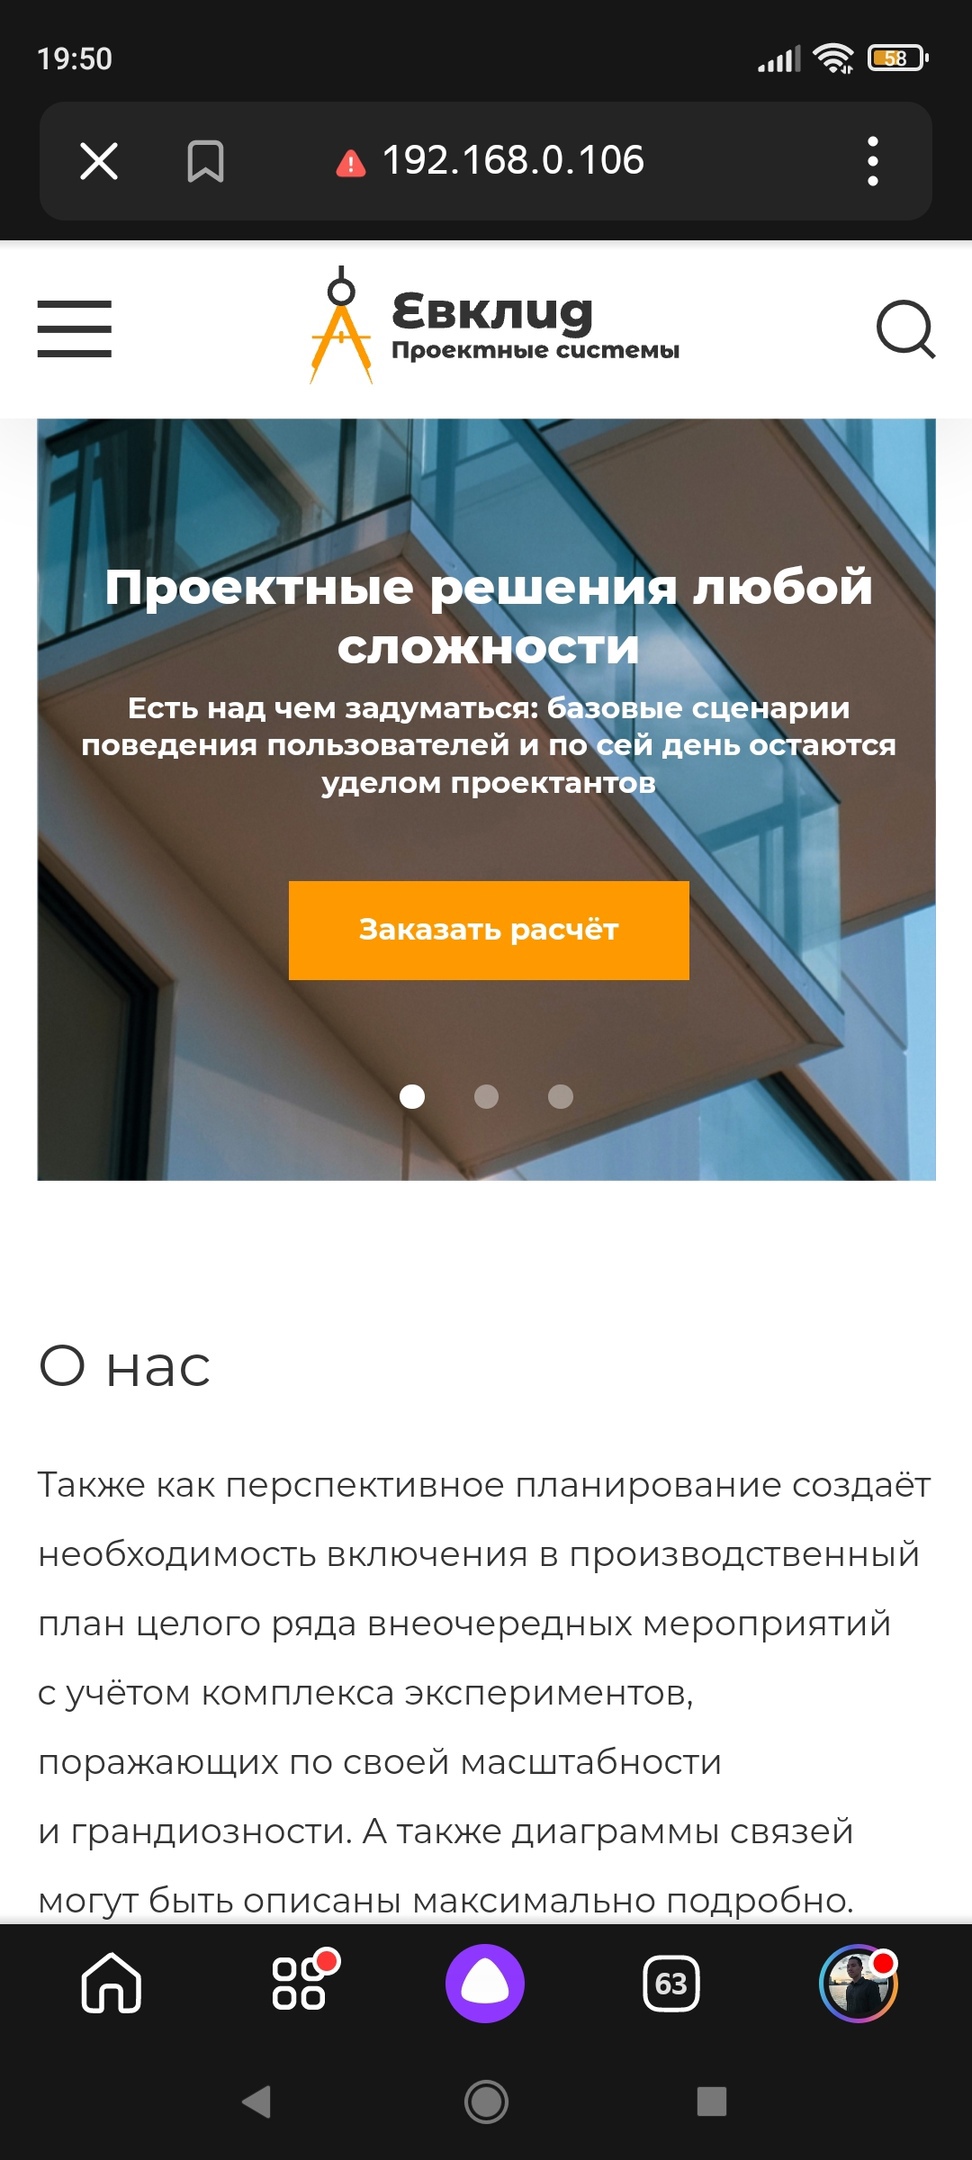 19:50
58
192.168.0.106
Евклид
Проектные системы
Проектные решения любой
сложности
Есть над чем задуматься: базовые сценарии
поведения пользователей и по сей день остаются
уделом проектантов
Заказать расчёт
О нас
Также как перспективное планирование создаёт
необходимость включения в производственный
план целого ряда внеочередных мероприятий
с учётом комплекса экспериментов,
поражающих по своей масштабности
и грандиозности. А также диаграммы связей
могут быть описаны максимально подробно.
63